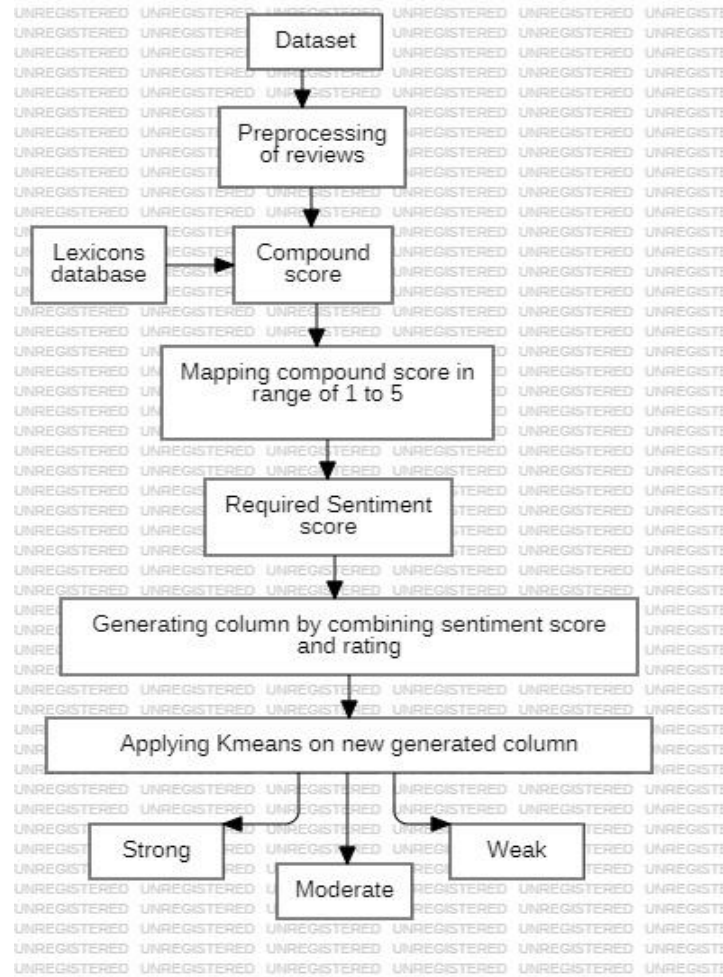 Dataset
Preprocessing
of reviews
Lexicons
database
Compound
score
Mapping compound score in
range of 1 to 5
Required Sentiment
score
Generating column by combining sentiment score
and rating
Applying Kmeans on new generated column
Strong
Moderate
Weak